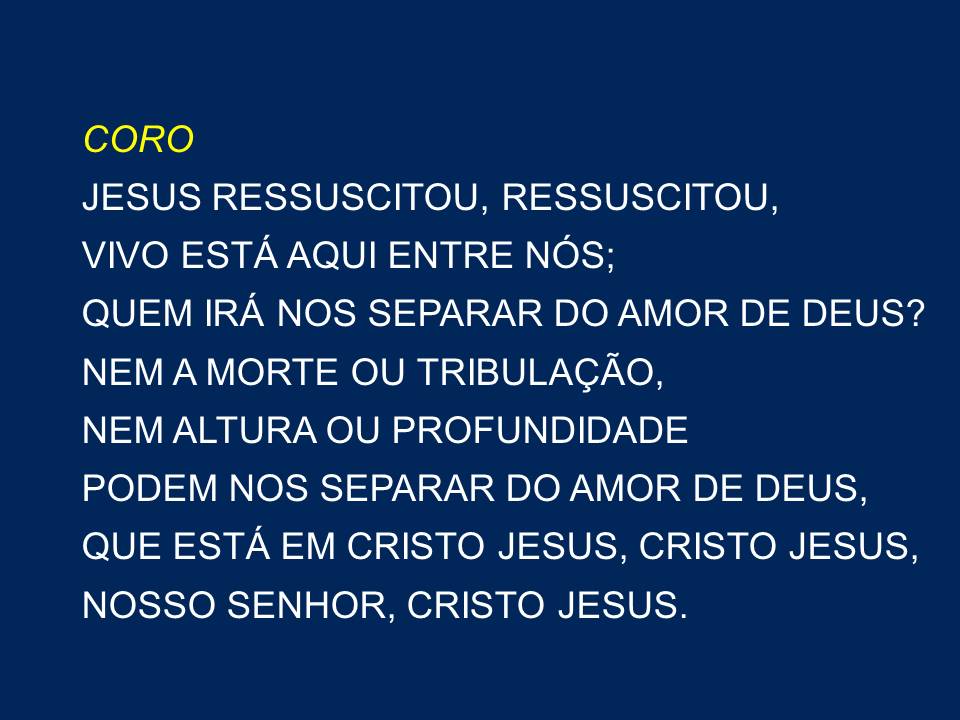 CORO
JESUS RESSUSCITOU, RESSUSCITOU,
VIVO ESTÁ AQUI ENTRE NÓS;
QUEM IRÁ NOS SEPARAR DO AMOR DE DEUS?
NEM A MORTE OU TRIBULAÇÃO,
NEM ALTURA OU PROFUNDIDADE
PODEM NOS SEPARAR DO AMOR DE DEUS,
QUE ESTÁ EM CRISTO JESUS, CRISTO JESUS,
NOSSO SENHOR, CRISTO JESUS.